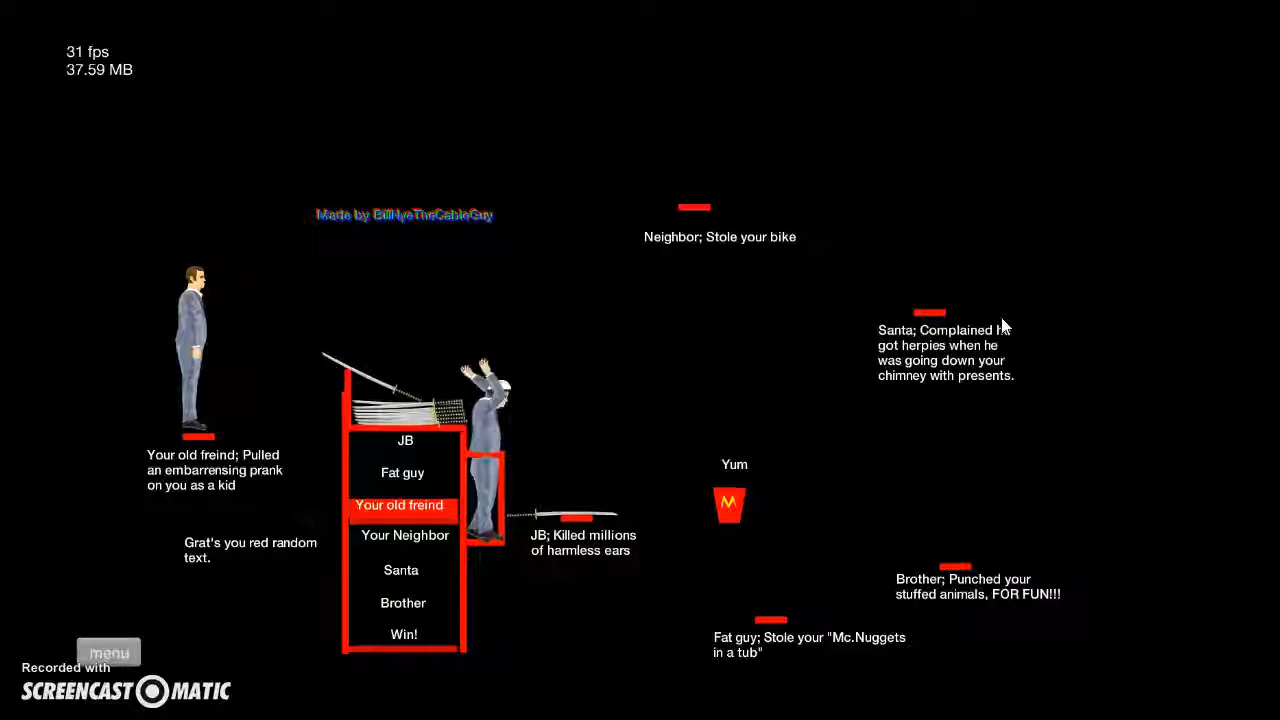 31 fps
37.59 MB
Made by BillNyeTheCableGuy
Neighbor; Stole your bike
Santa; Complained he
got herpies when he
was going down your
chimney with presents.
Your old freind; Pulled
an embarrensing prank
on you as a kid
JB
Fat guy
Your old freind
Your Neighbor
Santa
Brother
Win!
Yum
M
JB; Killed millions
of harmless ears
Grat's you red random
text.
Brother; Punched your
stuffed animals, FOR FUN!!!
Fat guy; Stole your "Mc.Nuggets
in a tub"
menu
Recorded with
SCREENCAST MATIC